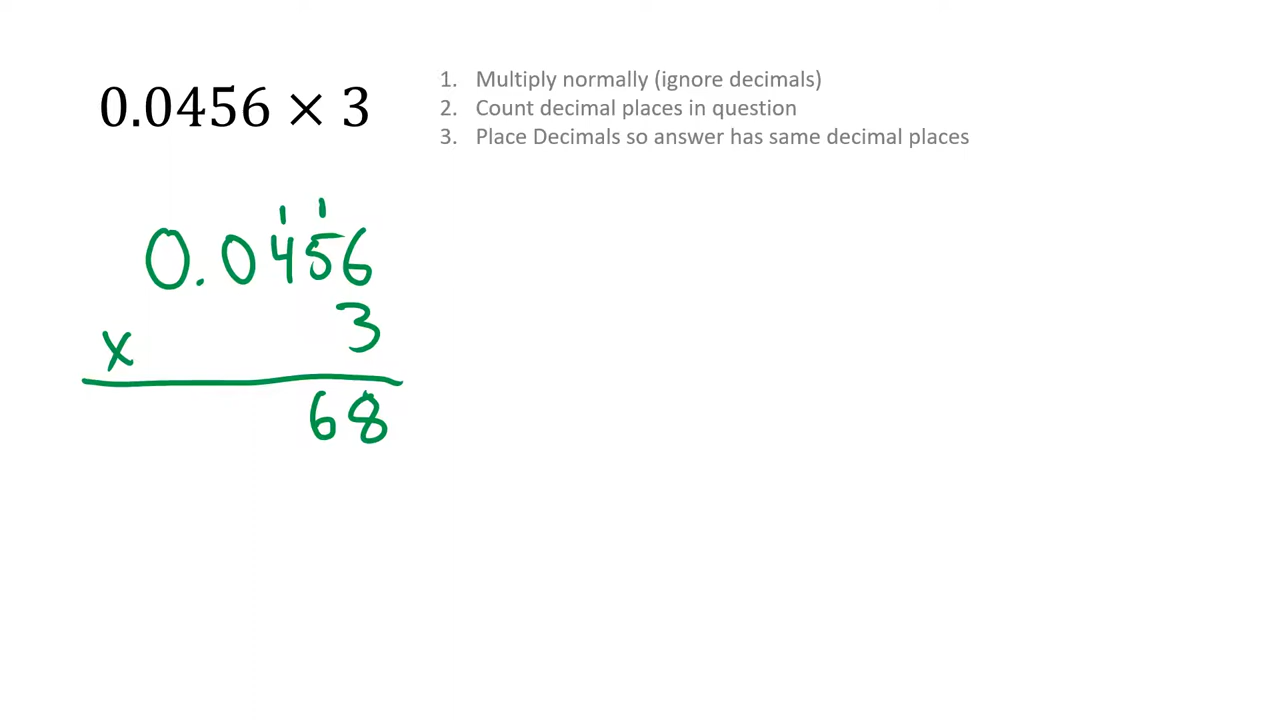 0.0456 × 3
1. Multiply normally (ignore decimals)
2. Count decimal places in question
3. Place Decimals so answer has same decimal places
1 1
0.0456
x 3
68